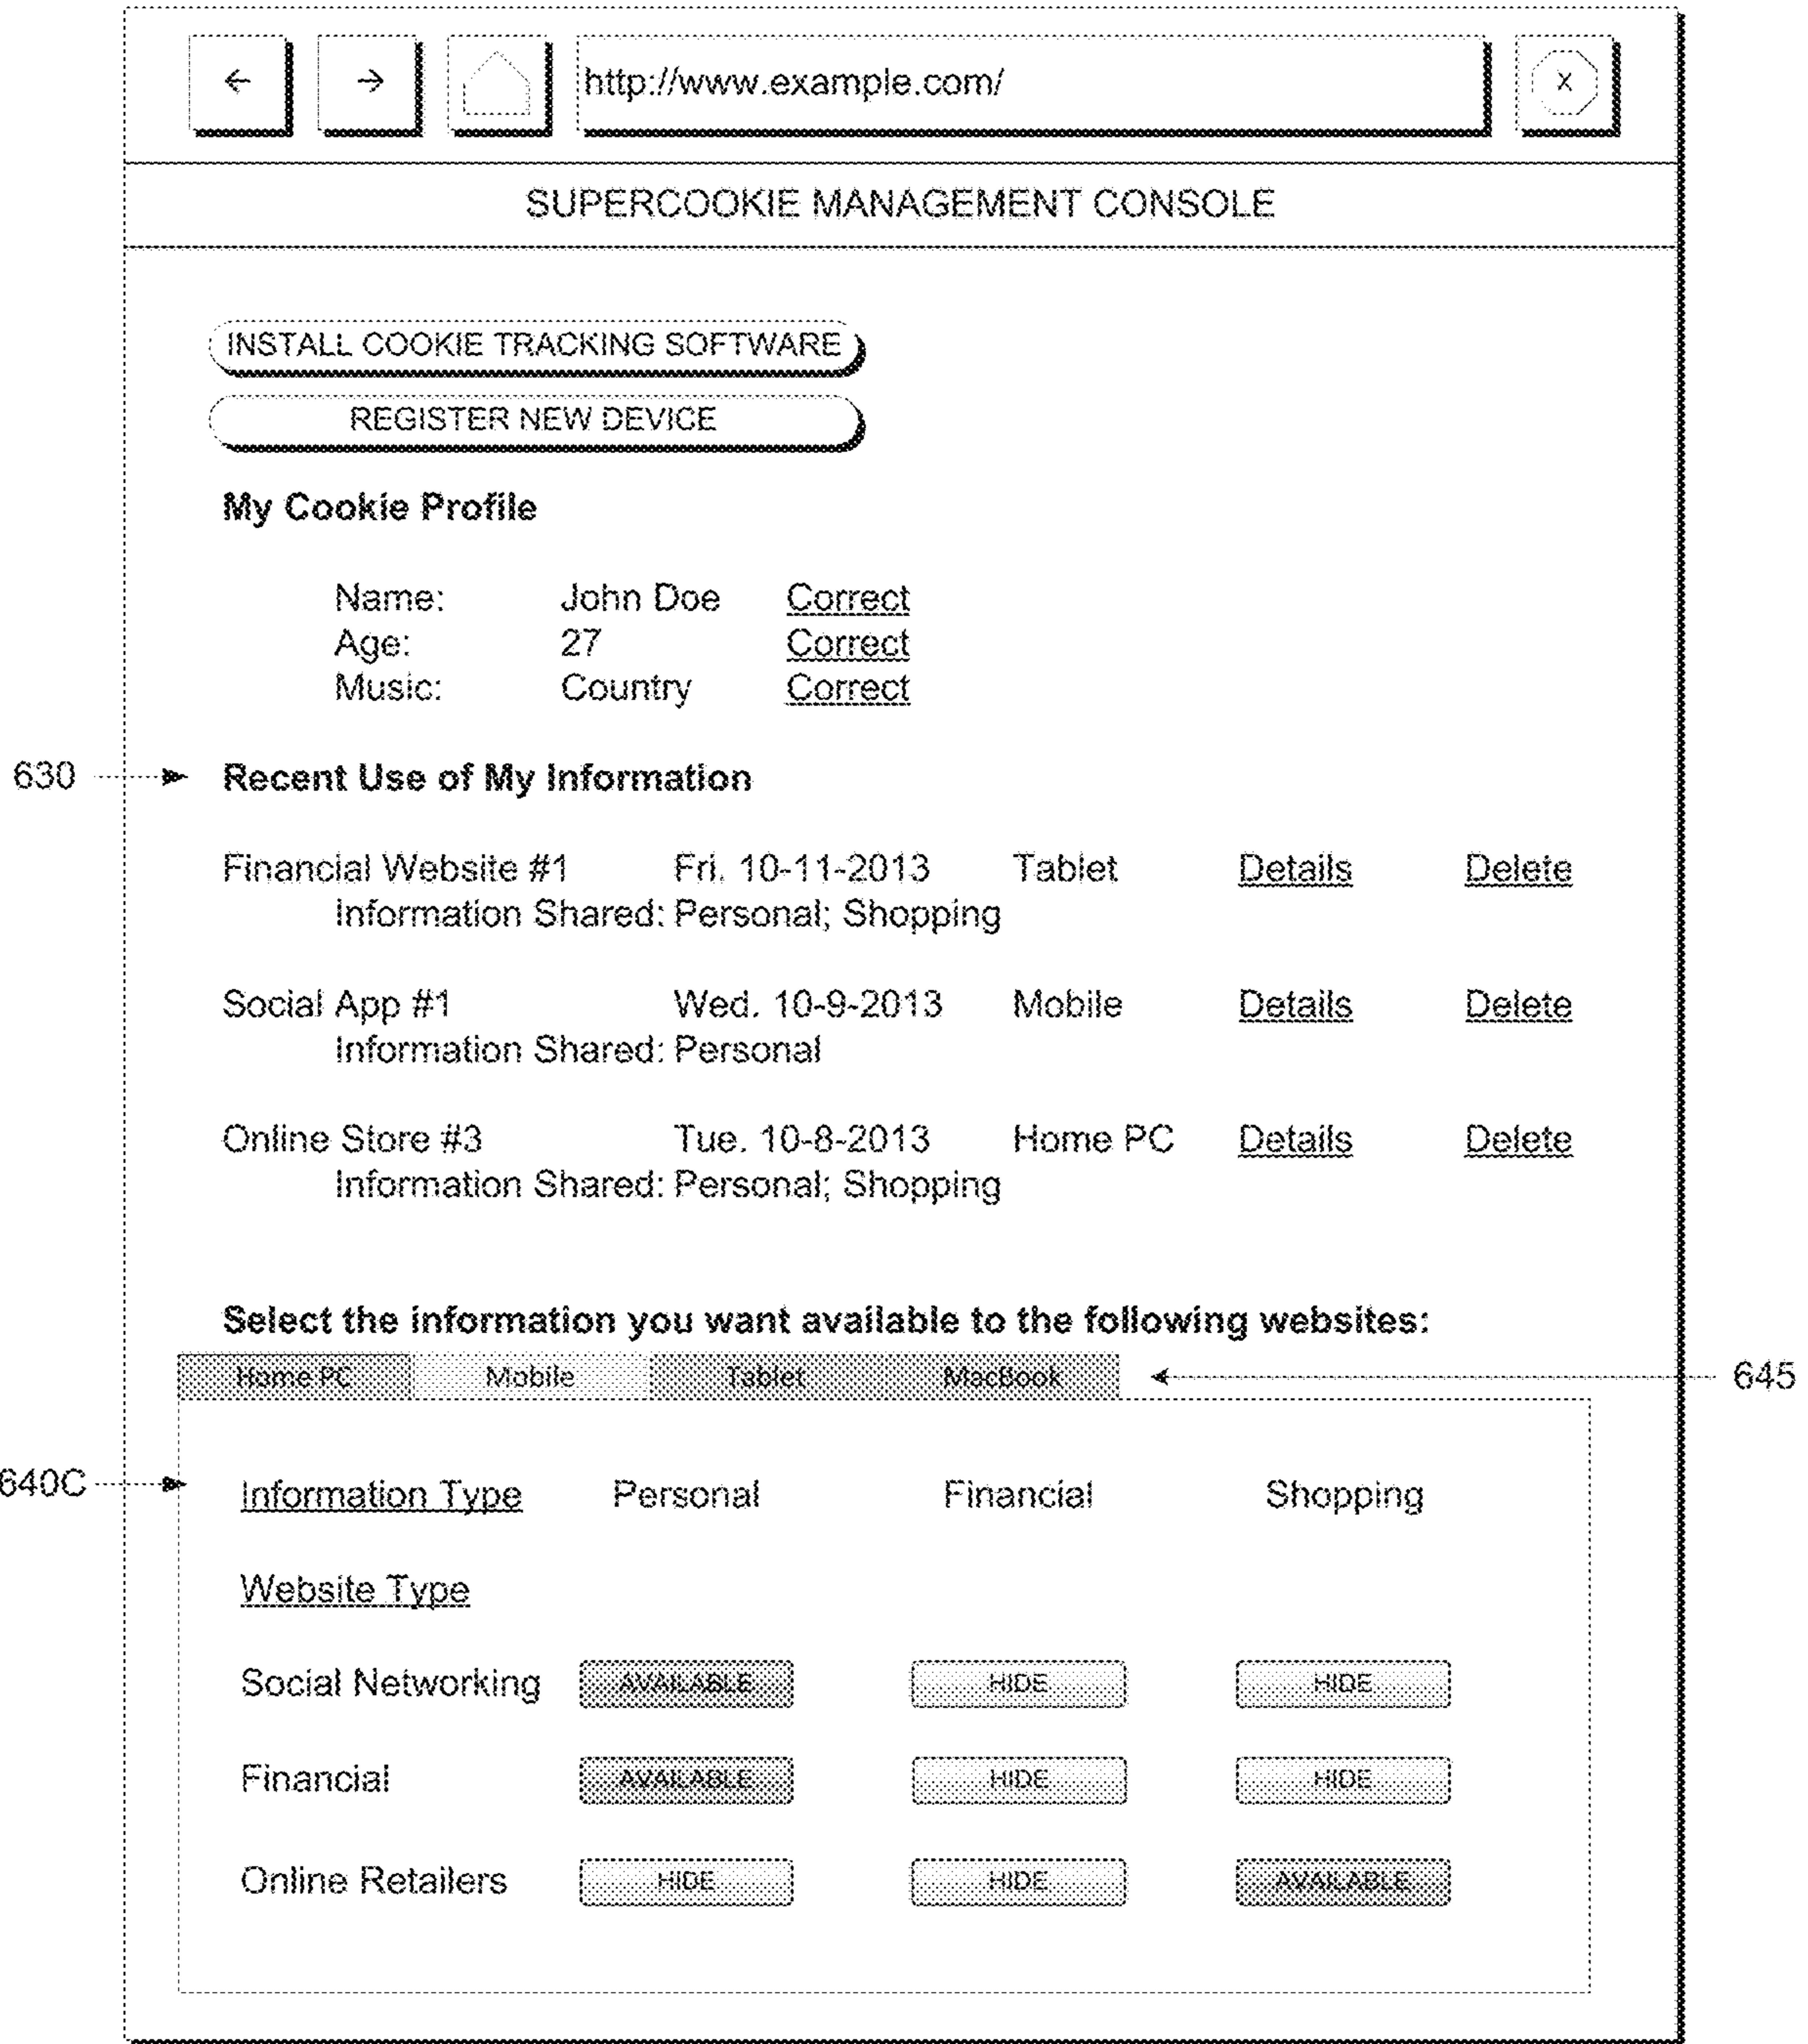 ← → http://www.example.com/ X
SUPERCOOKIE MANAGEMENT CONSOLE
INSTALL COOKIE TRACKING SOFTWARE
REGISTER NEW DEVICE
My Cookie Profile
Name: John Doe Correct
Age: 27 Correct
Music: Country Correct
630 Recent Use of My Information
Financial Website #1 Fri. 10-11-2013 Tablet Details Delete
Information Shared: Personal; Shopping
Social App #1 Wed. 10-9-2013 Mobile Details Delete
Information Shared: Personal
Online Store #3 Tue. 10-8-2013 Home PC Details Delete
Information Shared: Personal; Shopping
Select the information you want available to the following websites:
Home PC Mobile Tablet MacBook 645
640C Information Type Personal Financial Shopping
Website Type
Social Networking AVAILABLE HIDE HIDE
Financial AVAILABLE HIDE HIDE
Online Retailers HIDE HIDE AVAILABLE